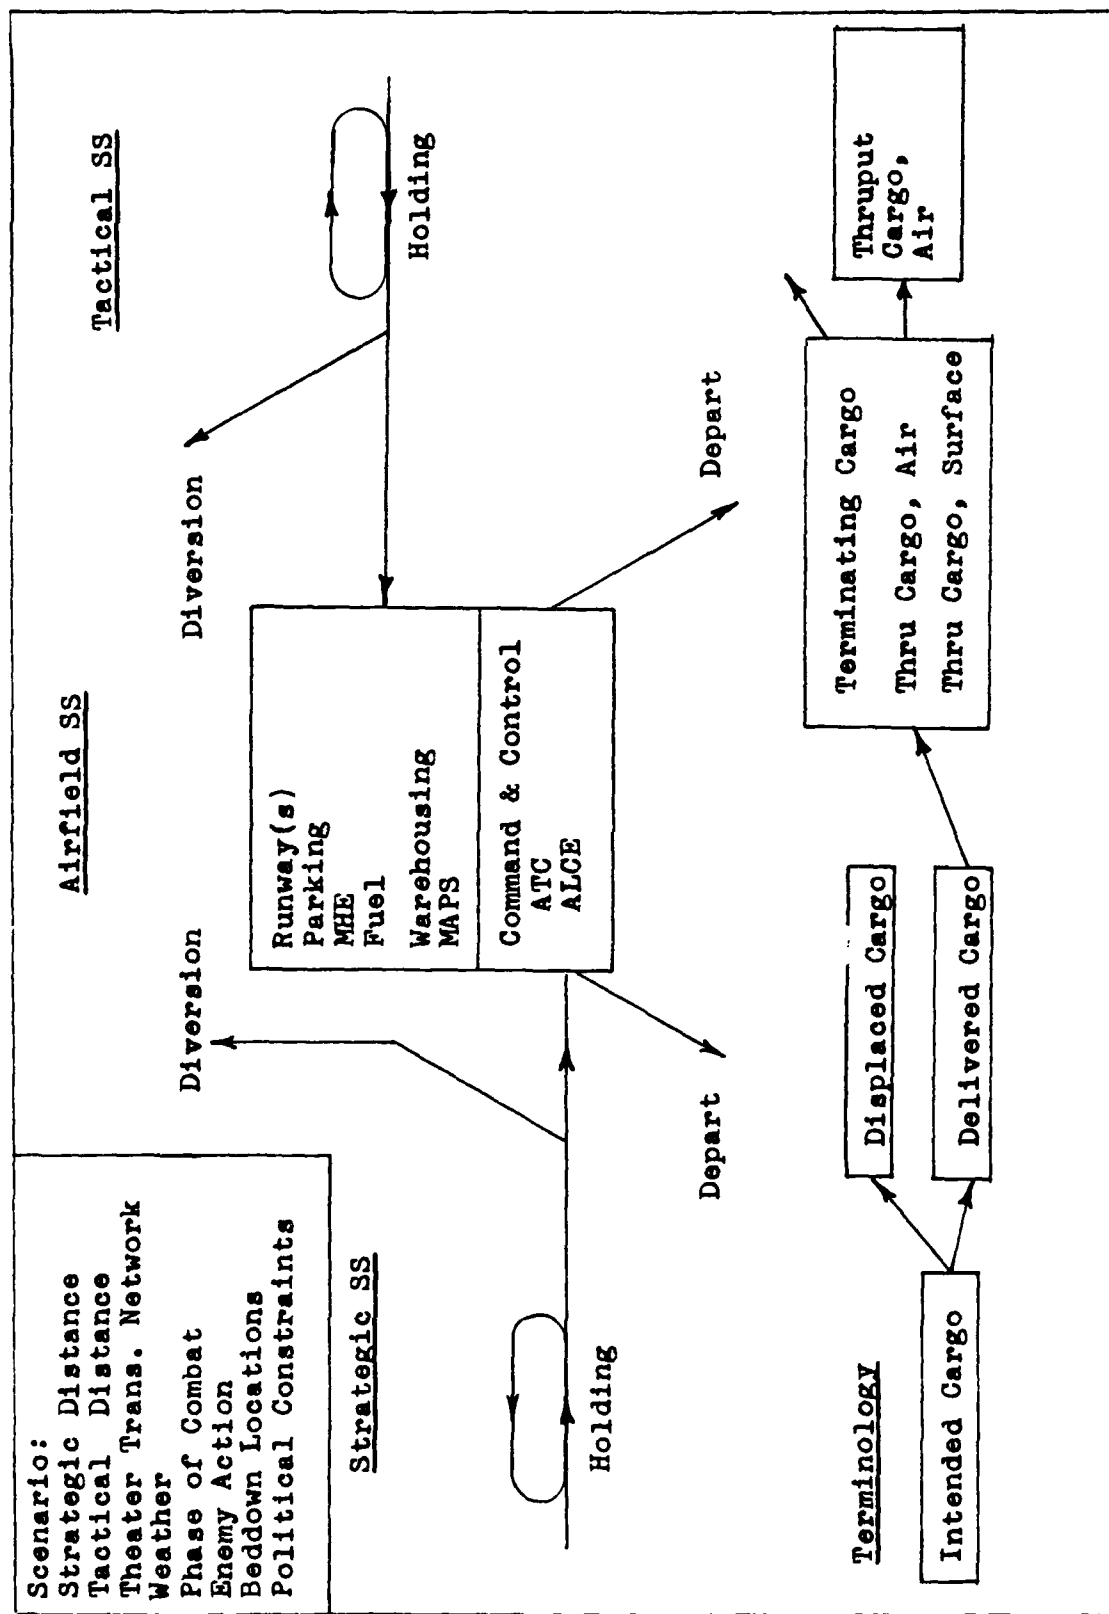 Scenario:
Strategic Distance
Tactical Distance
Theater Trans. Network
Weather
Phase of Combat
Enemy Action
Beddown Locations
Political Constraints
Strategic SS
Airfield SS
Tactical SS
Diversion
Diversion
Holding
Holding
Runway(s)
Parking
MHE
Fuel
Warehousing
MAPS
Command & Control
ATC
ALCE
Depart
Depart
Terminology
Intended Cargo
Displaced Cargo
Delivered Cargo
Terminating Cargo
Thru Cargo, Air
Thru Cargo, Surface
Thruput
Cargo,
Air